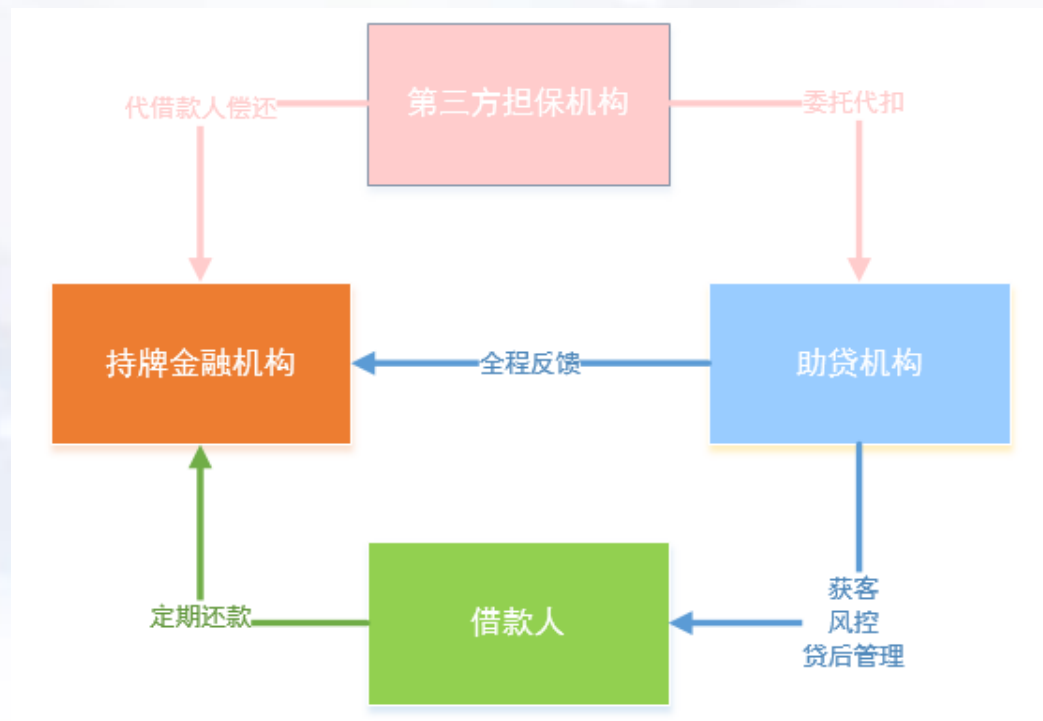 第三方担保机构
代借款人偿还
委托代扣
持牌金融机构
全程反馈
助贷机构
定期还款
借款人
获客
风控
贷后管理